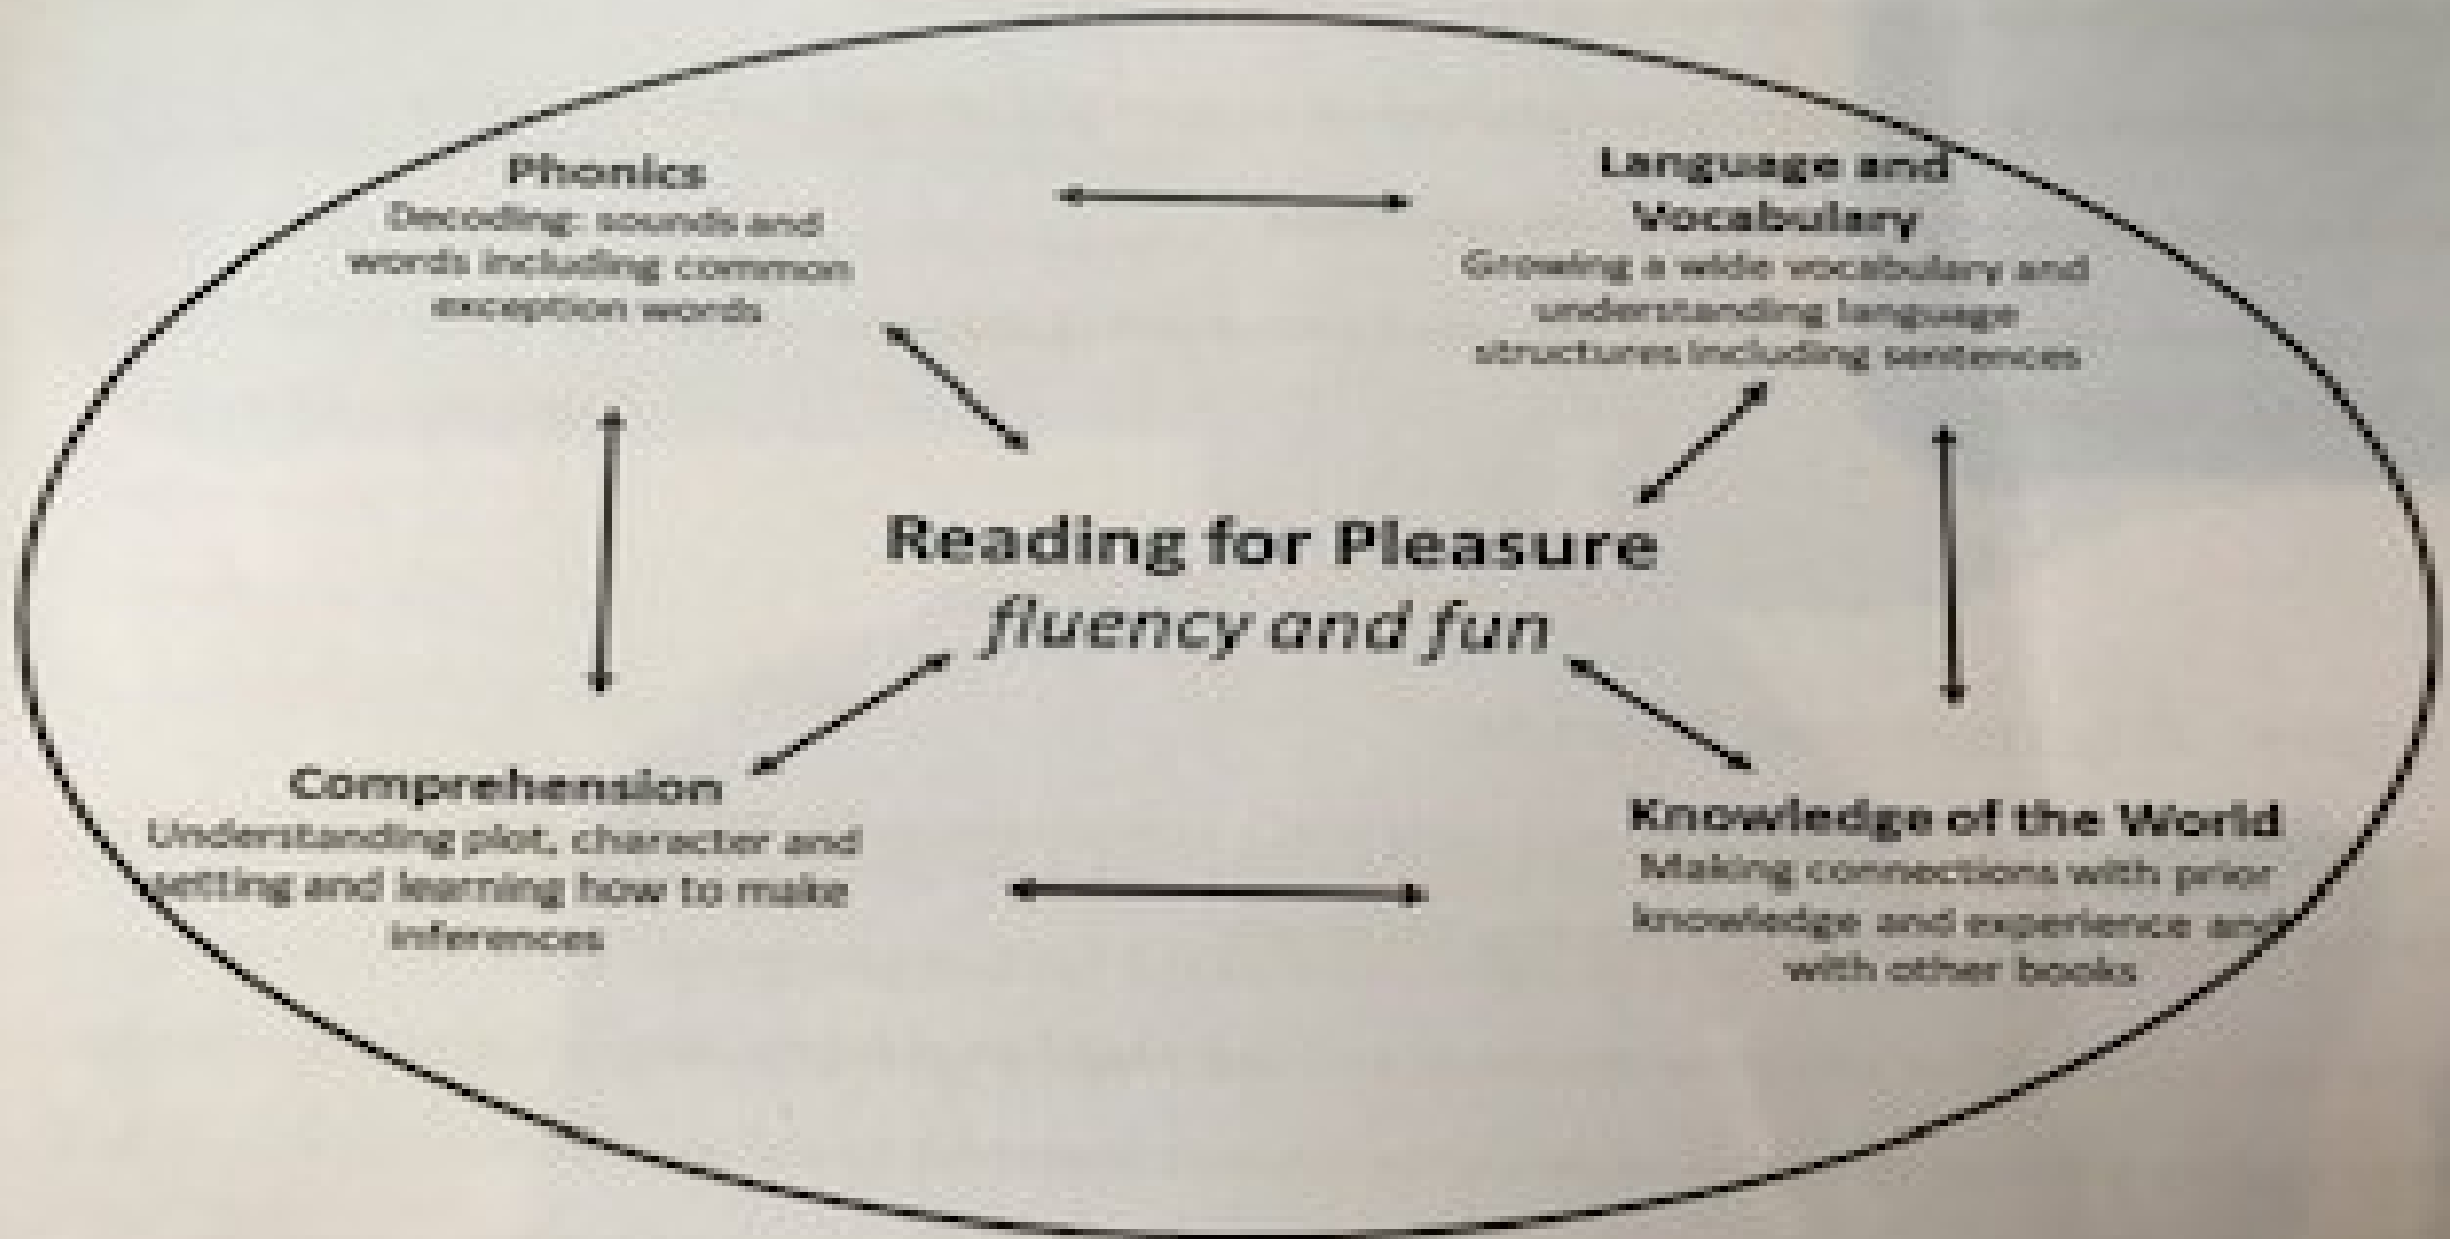 Phonics
Decoding: sounds and
words including common
exception words
Language and
Vocabulary
Growing a wide vocabulary and
understanding language
structures including sentences
Reading for Pleasure
fluency and fun
Comprehension
Understanding plot, character and
setting and learning how to make
inferences
Knowledge of the World
Making connections with prior
knowledge and experience and
with other books